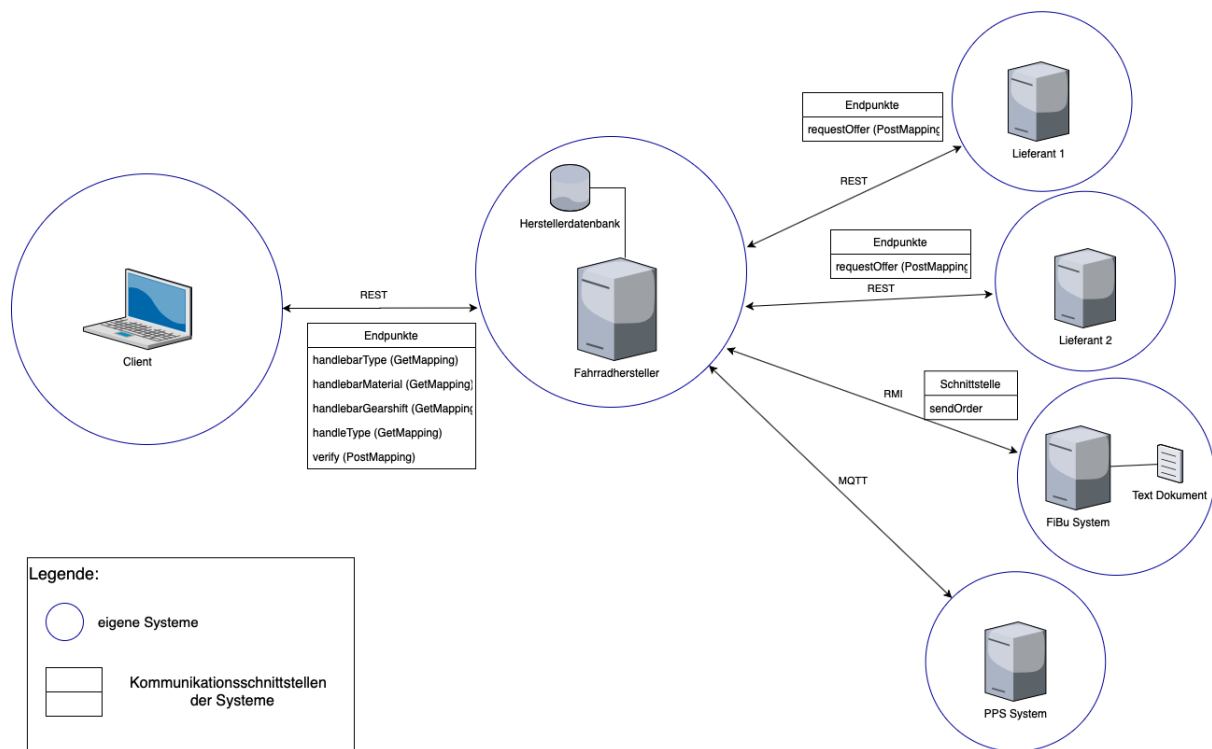 Endpunkte
requestOffer (PostMapping
Lieferant 1
REST
Herstellerdatenbank
Endpunkte
requestOffer (PostMapping
REST
Lieferant 2
REST
Client
Endpunkte
handlebarType (GetMapping)
handlebarMaterial (GetMapping)
handlebarGearshift (GetMapping
handleType (GetMapping)
verify (PostMapping)
Fahrradhersteller
RMI
Schnittstelle
sendOrder
MQTT
FiBu System
Text Dokument
PPS System
Legende:
eigene Systeme
Kommunikationsschnittstellen
der Systeme